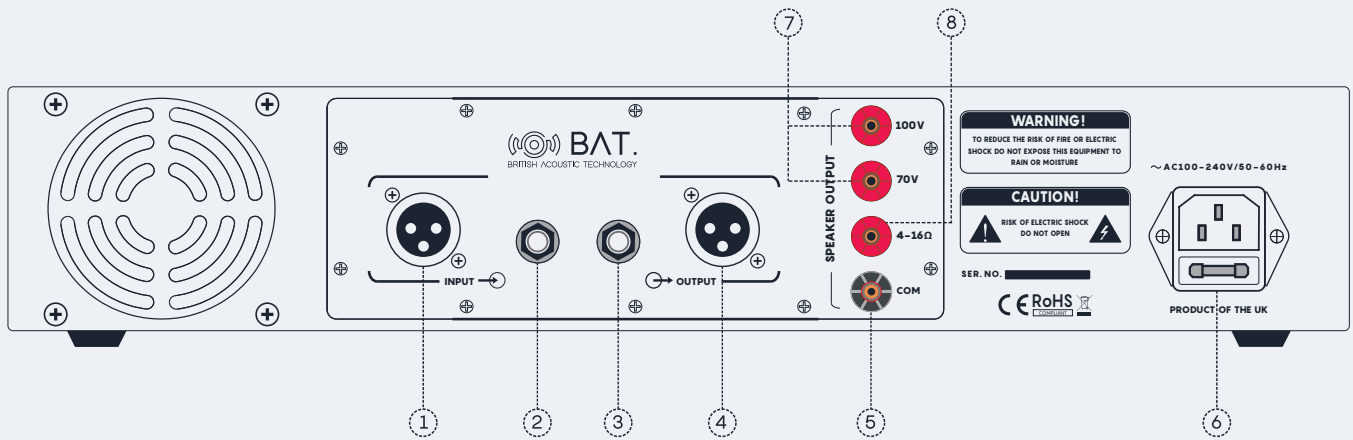 7
8
BAT.
BRITISH ACOUSTIC TECHNOLOGY
INPUT
OUTPUT
SPEAKER OUTPUT
100V
70V
4-16Ω
COM
WARNING!
TO REDUCE THE RISK OF FIRE OR ELECTRIC
SHOCK DO NOT EXPOSE THIS EQUIPMENT TO
RAIN OR MOISTURE
CAUTION!
RISK OF ELECTRIC SHOCK
DO NOT OPEN
SER. NO.
CE RoHS
COMPLIANT
~AC100-240V/50-60Hz
PRODUCT OF THE UK
1
2
3
4
5
6